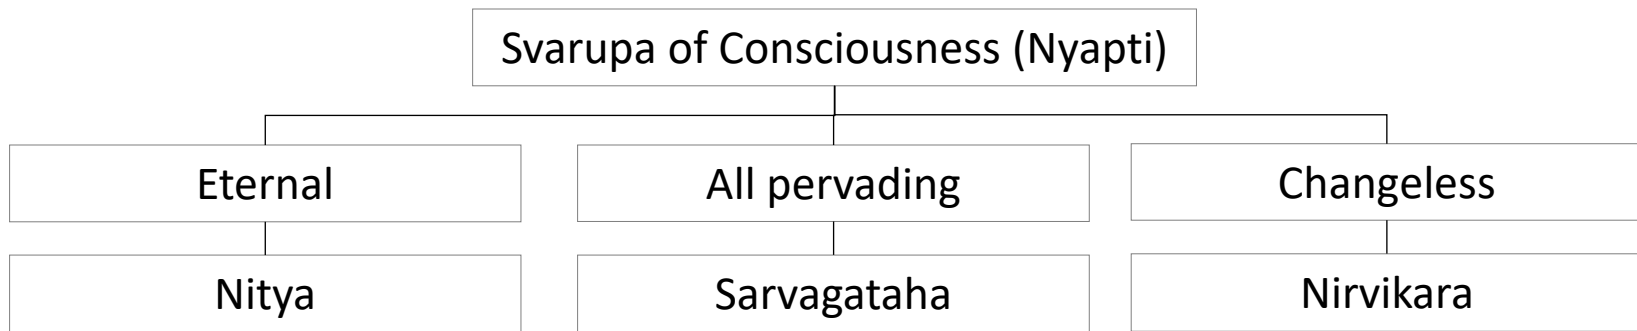 Svarupa of Consciousness (Nyapti)
Eternal
All pervading
Changeless
Nitya
Sarvagataha
Nirvikara